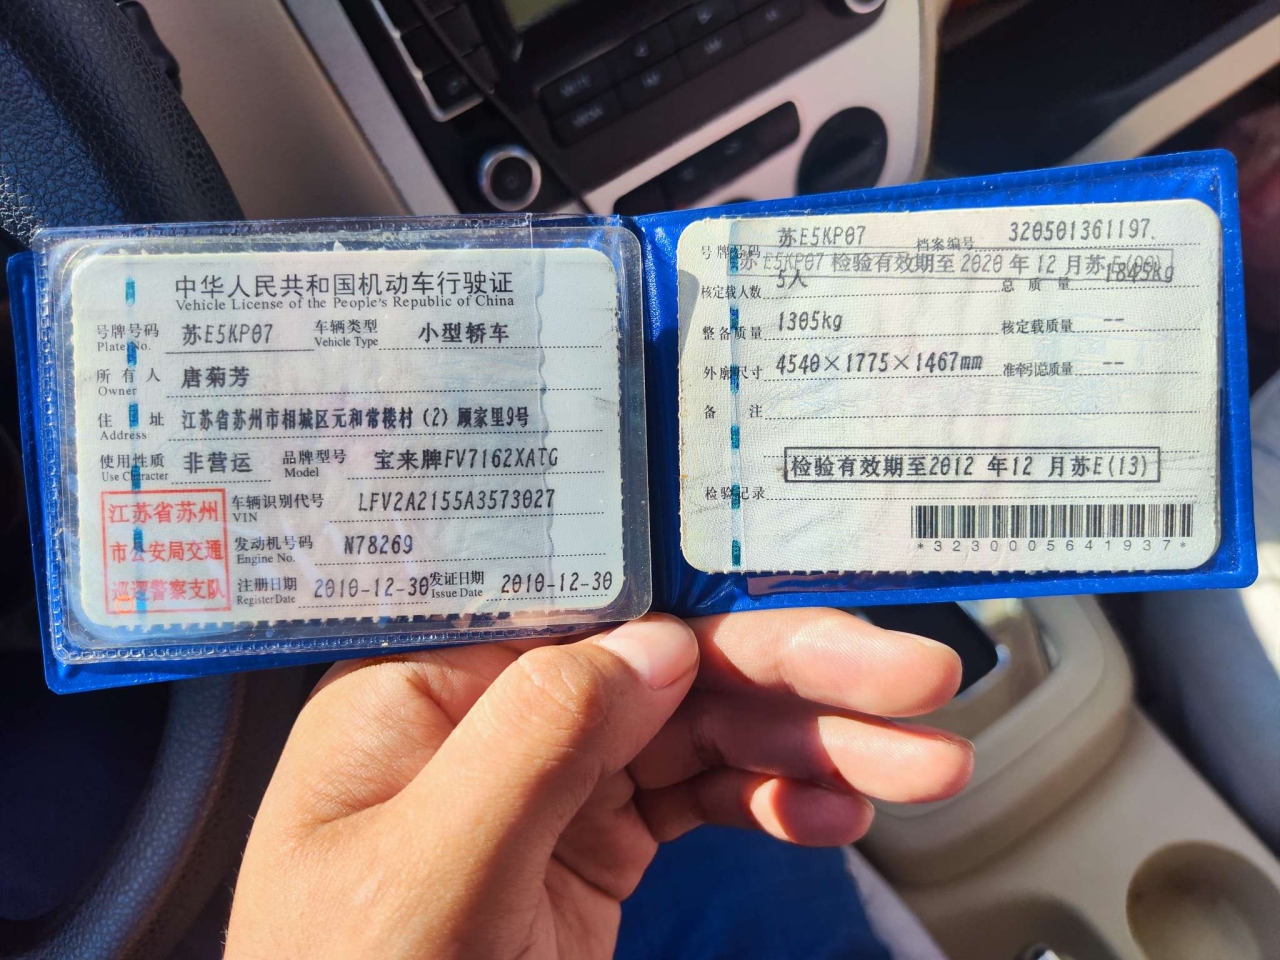 中华人民共和国机动车行驶证
Vehicle License of the People's Republic of China
号牌号码 苏E5KP07 车辆类型 小型轿车
Plate No. Vehicle Type
所有人 唐菊芳
Owner
住址 江苏省苏州市相城区元和常楼村（2）顾家里9号
Address
使用性质 非营运 品牌型号 宝来牌FV7162XATG
Use Character Model
江苏省苏州
市公安局交通
巡逻警察支队
车辆识别代号 LFV2A2155A3573027
VIN
发动机号码 N78269
Engine No.
注册日期 2010-12-30 发证日期 2010-12-30
Register Date Issue Date
号牌号码 苏E5KP07 档案编号 320501361197.
苏E5KP07 检验有效期至2020年12月苏E
核定载人数 5人 总质量 1845kg
整备质量 1305kg 核定载质量 --
外廓尺寸 4540×1775×1467mm 准牵引总质量 --
备注
检验有效期至2012 年12 月苏E(13)
检验记录
*3230005641937*